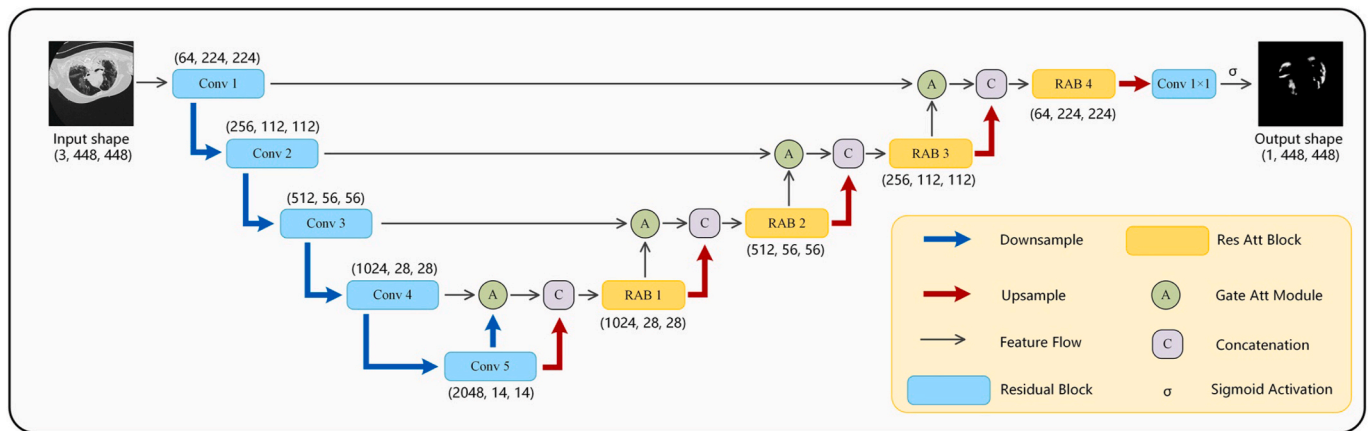 Input shape
(3, 448, 448)
(64, 224, 224)
Conv 1
(256, 112, 112)
Conv 2
(512, 56, 56)
Conv 3
(1024, 28, 28)
Conv 4
Conv 5
(2048, 14, 14)
A
C
RAB 1
(1024, 28, 28)
A
C
RAB 2
(512, 56, 56)
A
C
RAB 3
(256, 112, 112)
A
C
RAB 4
(64, 224, 224)
Conv 1×1
σ
Output shape
(1, 448, 448)
Downsample
Res Att Block
Upsample
A
Gate Att Module
Feature Flow
C
Concatenation
Residual Block
σ
Sigmoid Activation